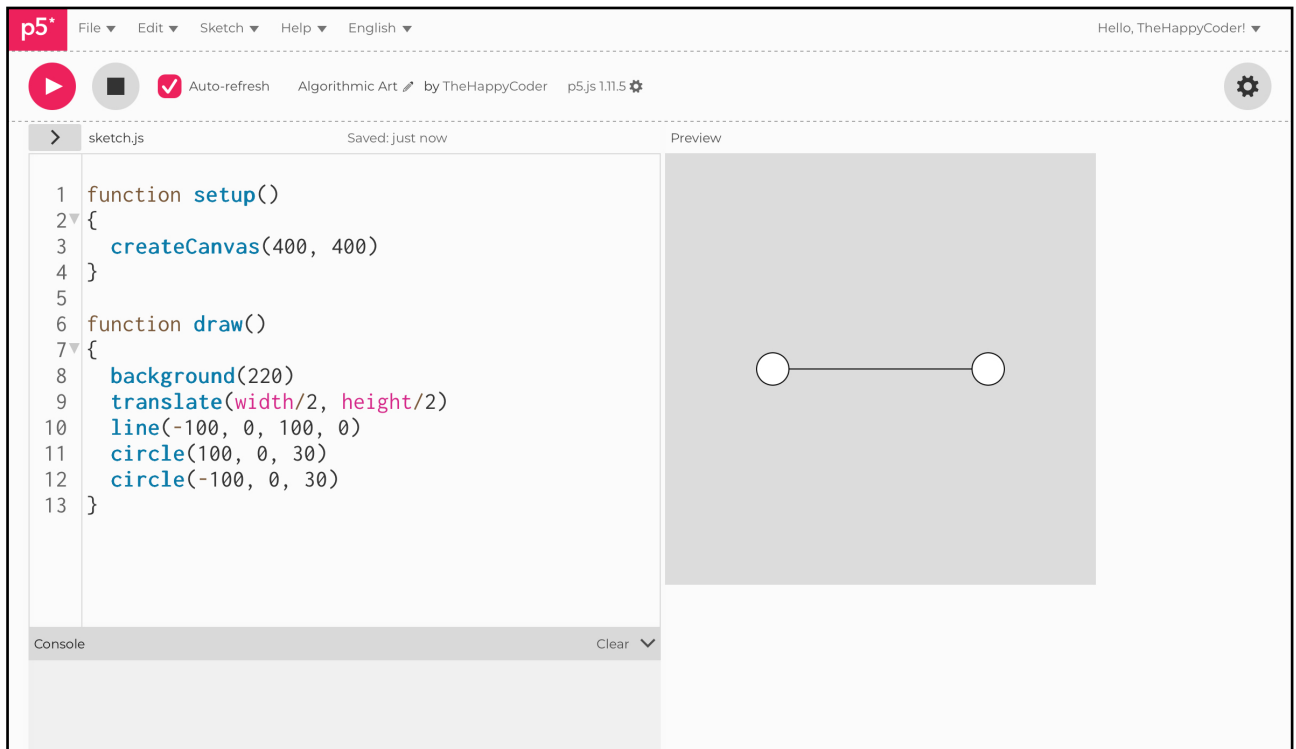 p5* File Edit Sketch Help English Hello, TheHappyCoder!
Auto-refresh Algorithmic Art by TheHappyCoder p5.js 1.11.5
sketch.js Saved: just now Preview
1 function setup()
2 {
3 createCanvas(400, 400)
4 }
5
6 function draw()
7 {
8 background(220)
9 translate(width/2, height/2)
10 line(-100, 0, 100, 0)
11 circle(100, 0, 30)
12 circle(-100, 0, 30)
13 }
Console Clear